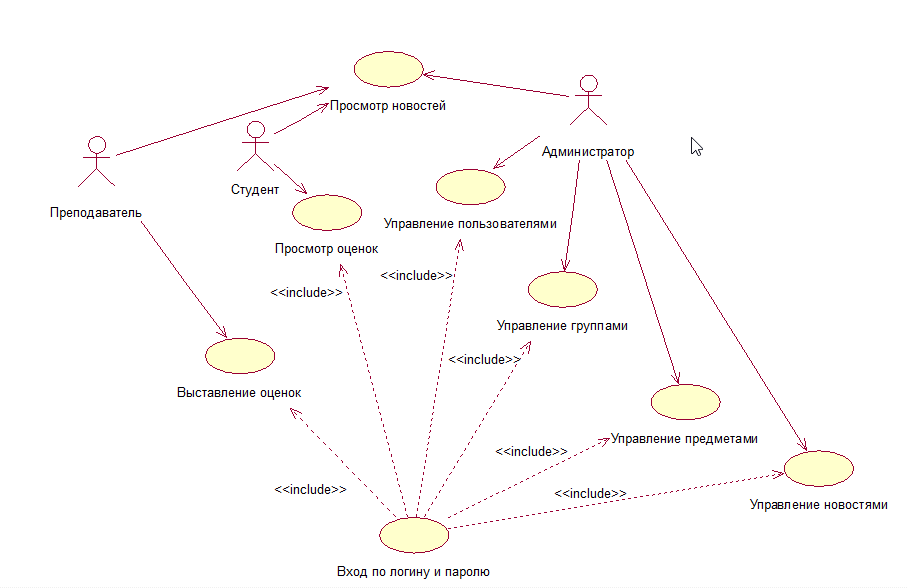 Просмотр новостей
Администратор
Студент
Преподаватель
Управление пользователями
Просмотр оценок
<<include>>
<<include>>
Управление группами
<<include>>
Выставление оценок
Управление предметами
<<include>>
<<include>>
<<include>>
Управление новостями
Вход по логину и паролю